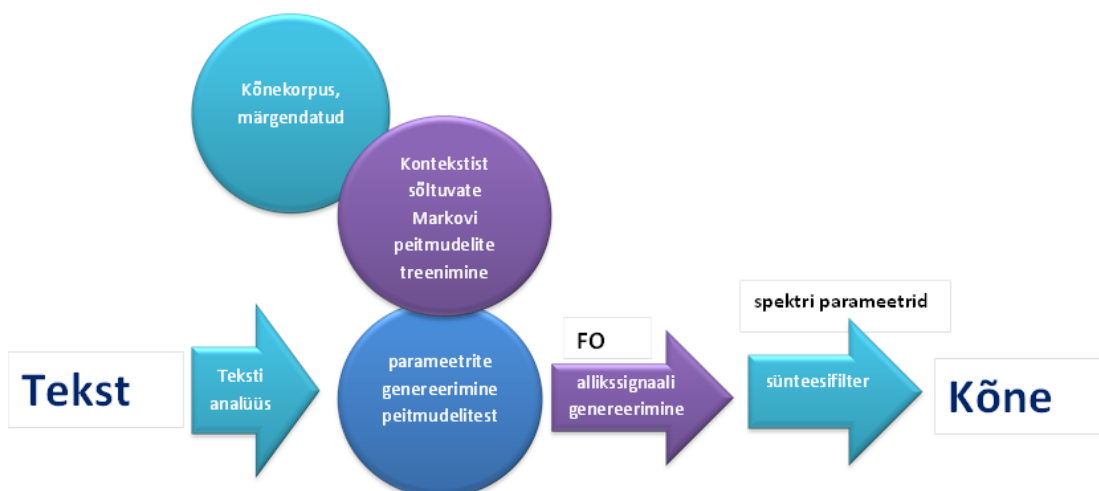 Kõnekorpus,
märgendatud
Kontekstist
sõltuvate
Markovi
peitmudelite
treenimine
Tekst
Teksti
analüüs
parameetrite
genereerimine
peitmudelitest
FO
allikssignaali
genereerimine
spektri parameetrid
sünteesifilter
Kõne